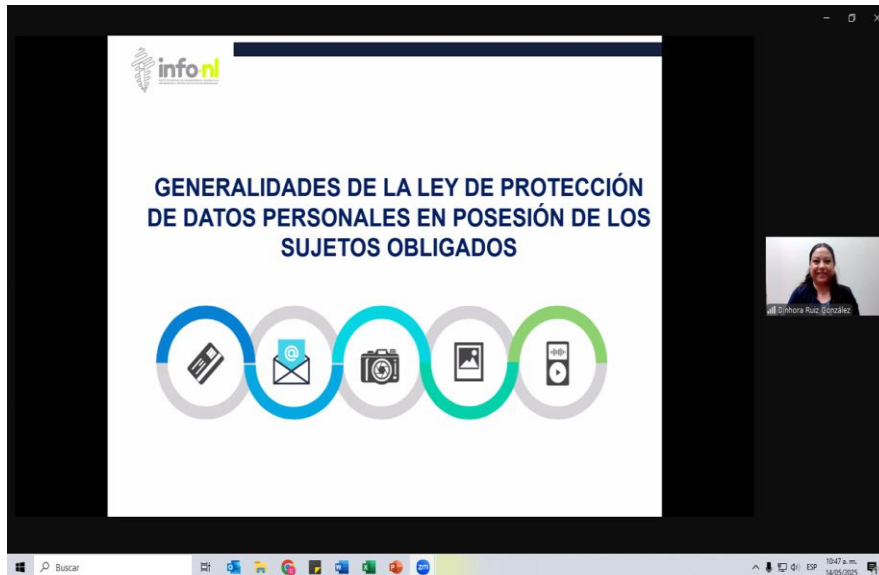 info nl
GENERALIDADES DE LA LEY DE PROTECCIÓN
DE DATOS PERSONALES EN POSESIÓN DE LOS
SUJETOS OBLIGADOS
@
Dinhora Ruiz González
Buscar
zm
ESP
10:47 a. m.
14/05/2025